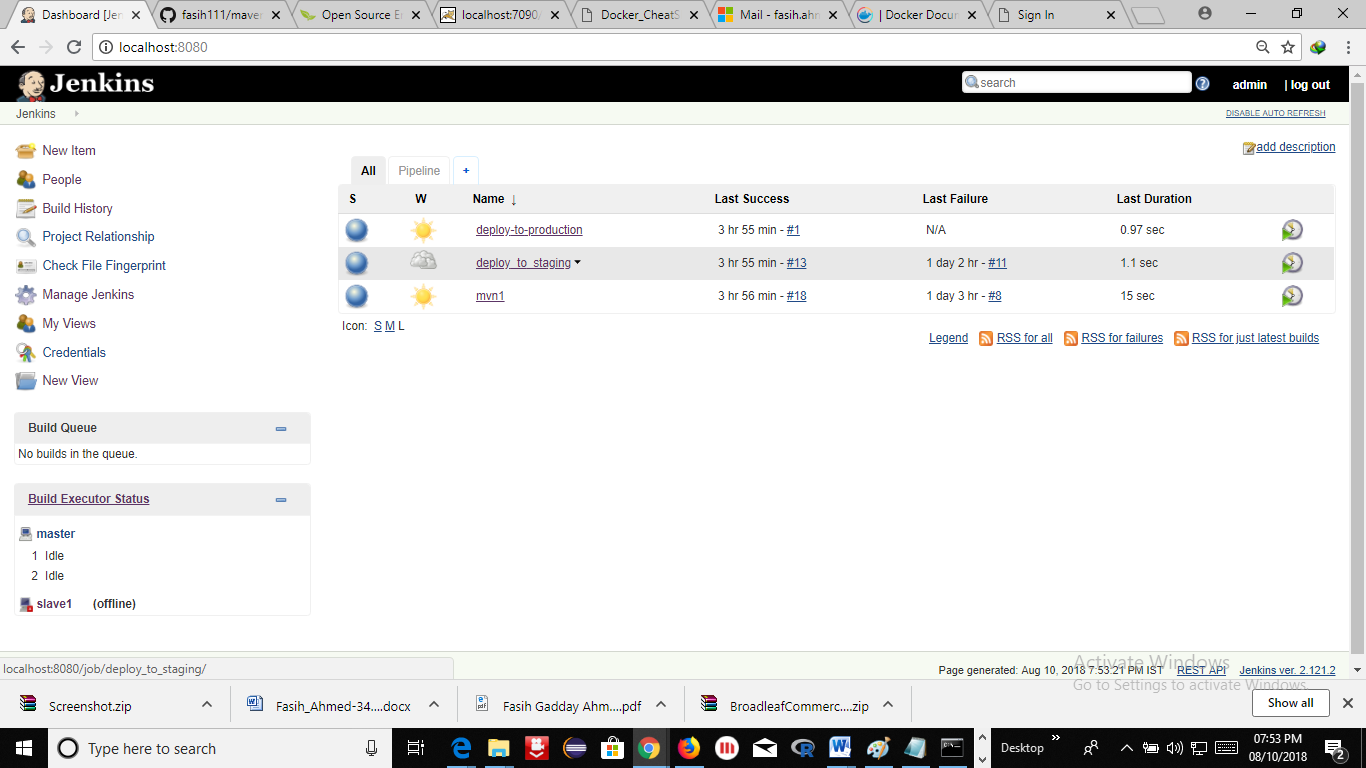 Dashboard [Jen
fasih111/maven
Open Source E
localhost:7090/
Docker_CheatS
Mail - fasih.ahm
| Docker Docum
Sign In
localhost:8080
Jenkins
search
admin
| log out
Jenkins
DISABLE AUTO REFRESH
New Item
People
Build History
Project Relationship
Check File Fingerprint
Manage Jenkins
My Views
Credentials
New View
add description
All Pipeline +
S W Name ↓ Last Success Last Failure Last Duration
deploy-to-production 3 hr 55 min - #1 N/A 0.97 sec
deploy_to_staging 3 hr 55 min - #13 1 day 2 hr - #11 1.1 sec
mvn1 3 hr 56 min - #18 1 day 3 hr - #8 15 sec
Icon: S M L
Legend RSS for all RSS for failures RSS for just latest builds
Build Queue
No builds in the queue.
Build Executor Status
master
1 Idle
2 Idle
slave1 (offline)
localhost:8080/job/deploy_to_staging/
Page generated: Aug 10, 2018 7:53:21 PM IST REST API Jenkins ver. 2.121.2
Activate Windows
Go to Settings to activate Windows.
Screenshot.zip
Fasih_Ahmed-34....docx
Fasih Gadday Ahm....pdf
BroadleafCommerc....zip
Show all
Type here to search
Desktop
07:53 PM
08/10/2018
2